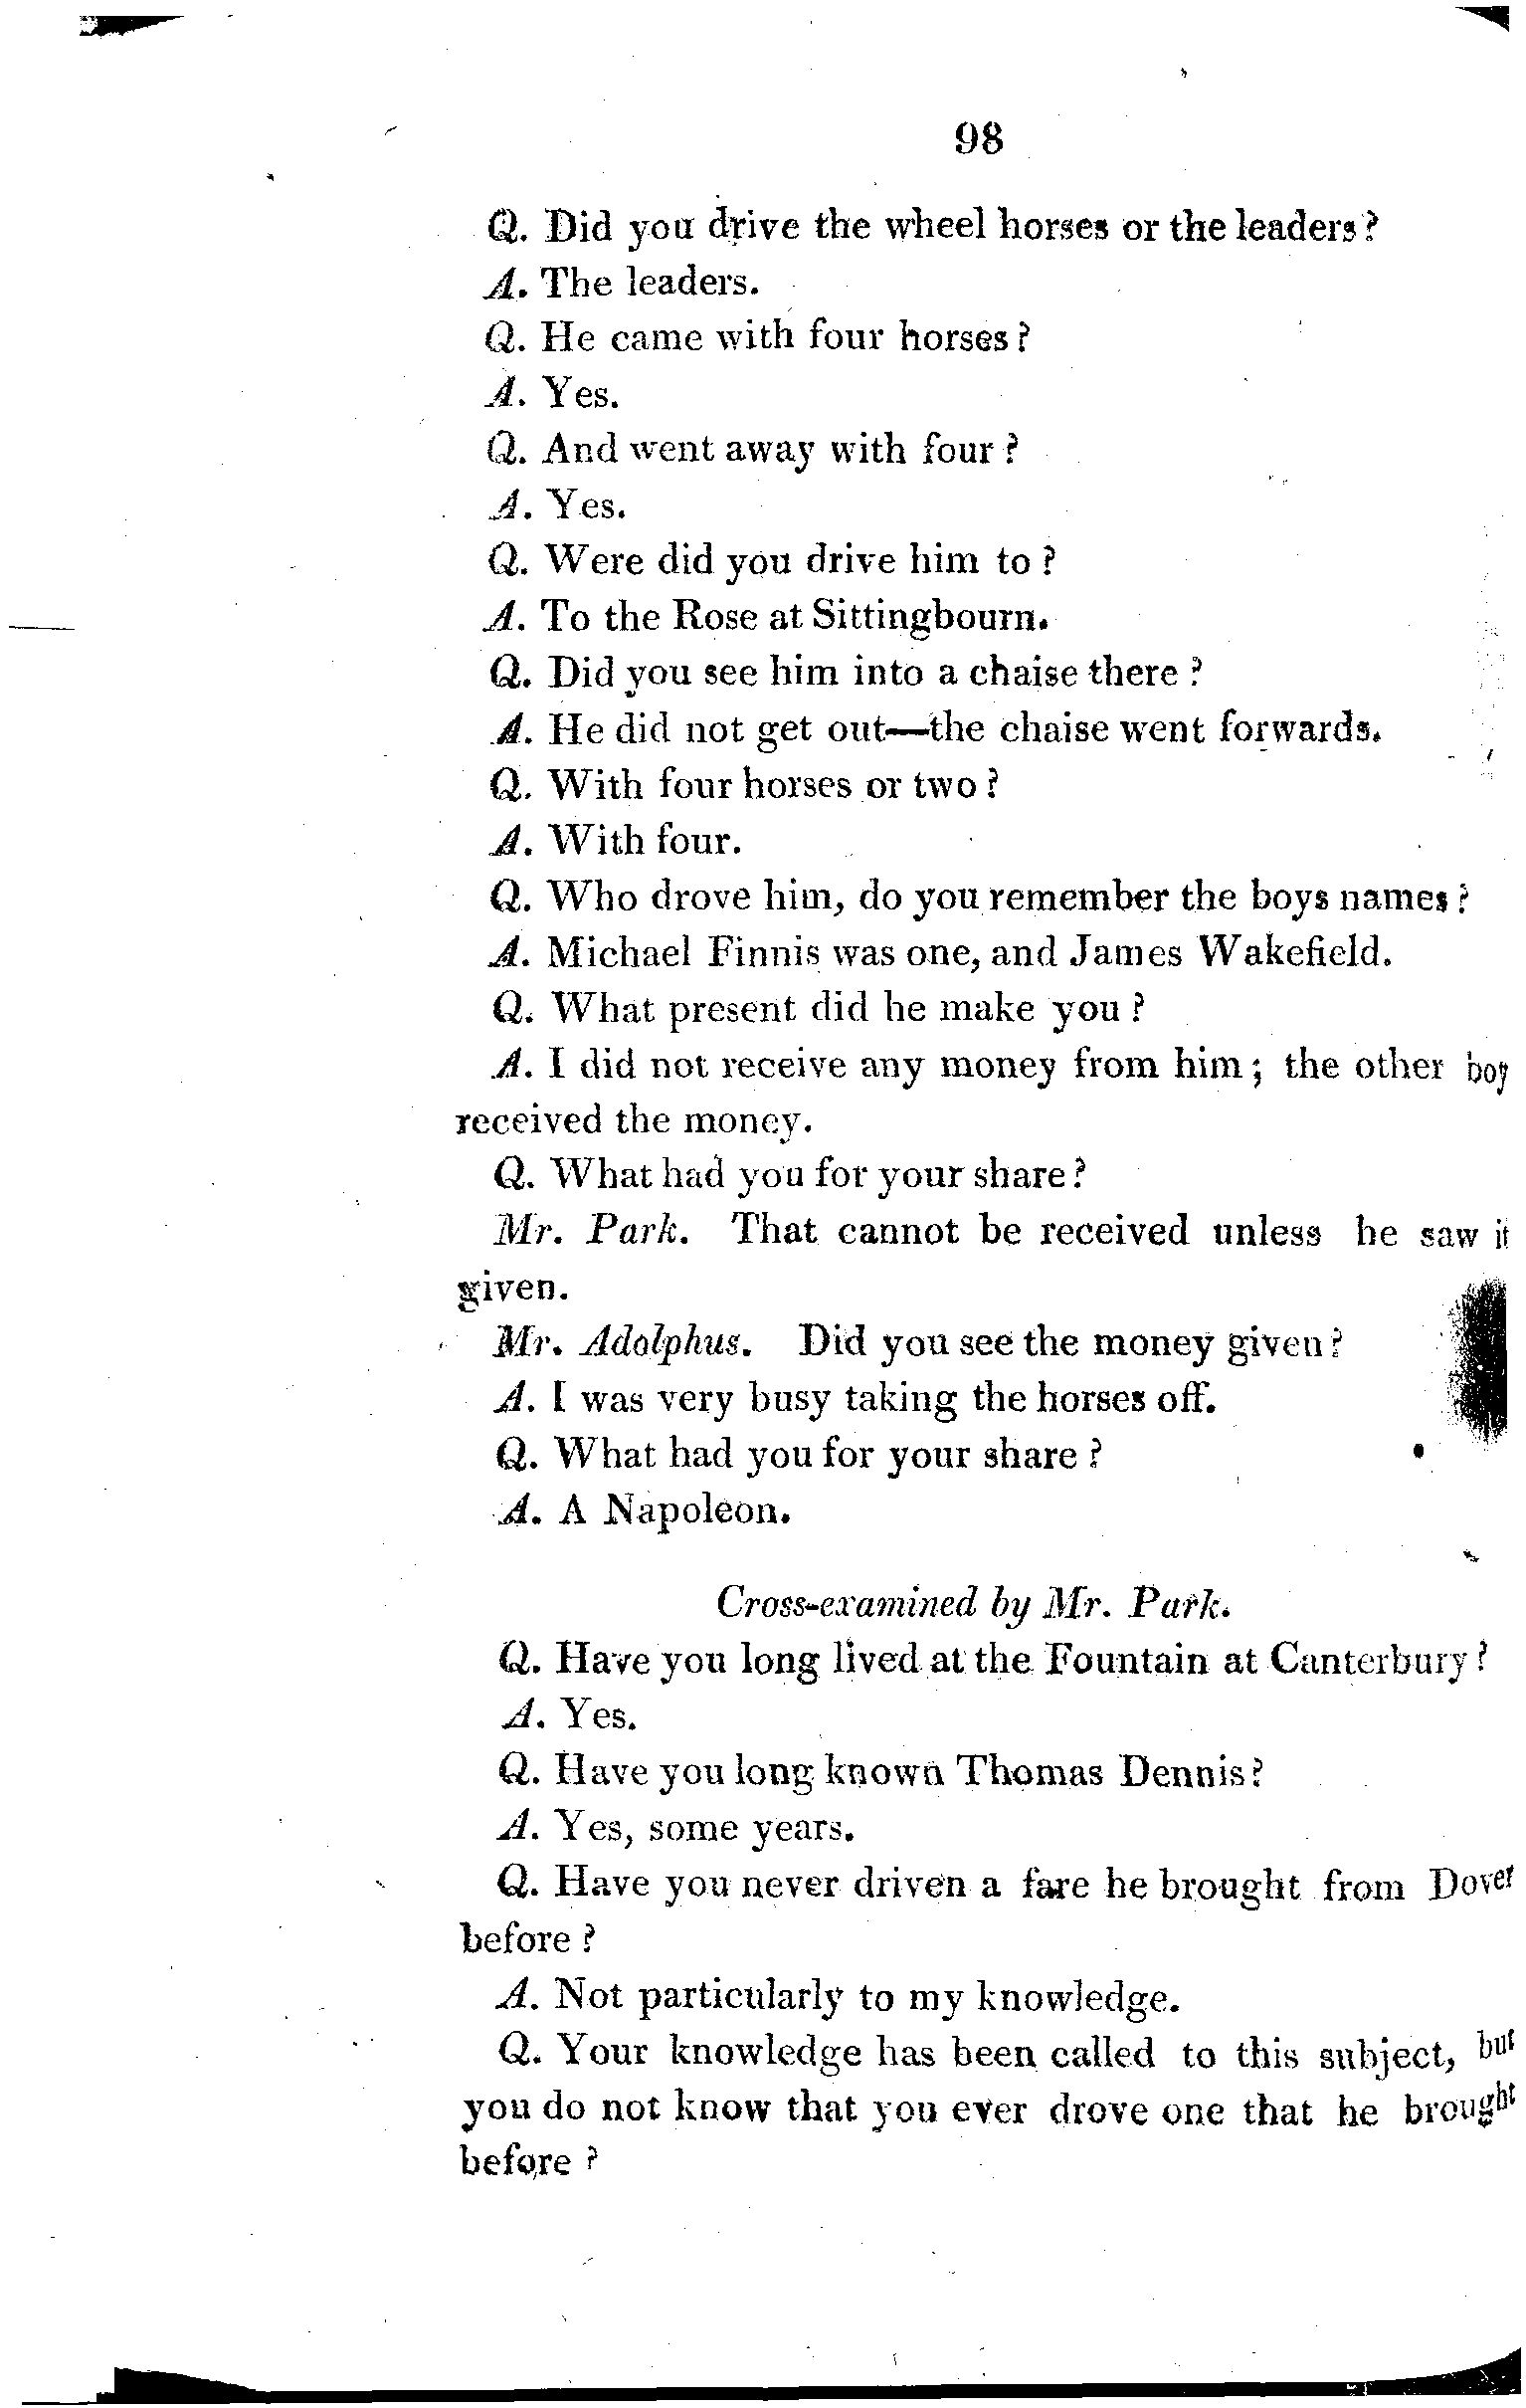 98
Q. Did you drive the wheel horses or the leaders?
A. The leaders.
Q. He came with four horses?
A. Yes.
Q. And went away with four?
A. Yes.
Q. Were did you drive him to?
A. To the Rose at Sittingbourn.
Q. Did you see him into a chaise there?
A. He did not get out—the chaise went forwards.
Q. With four horses or two?
A. With four.
Q. Who drove him, do you remember the boys names?
A. Michael Finnis was one, and James Wakefield.
Q. What present did he make you?
A. I did not receive any money from him; the other boy
received the money.
Q. What had you for your share?
Mr. Park. That cannot be received unless he saw it
given.
Mr. Adolphus. Did you see the money given?
A. I was very busy taking the horses off.
Q. What had you for your share?
A. A Napoleon.
Cross-examined by Mr. Park.
Q. Have you long lived at the Fountain at Canterbury?
A. Yes.
Q. Have you long known Thomas Dennis?
A. Yes, some years.
Q. Have you never driven a fare he brought from Dover
before?
A. Not particularly to my knowledge.
Q. Your knowledge has been called to this subject, but
you do not know that you ever drove one that he brought
before?